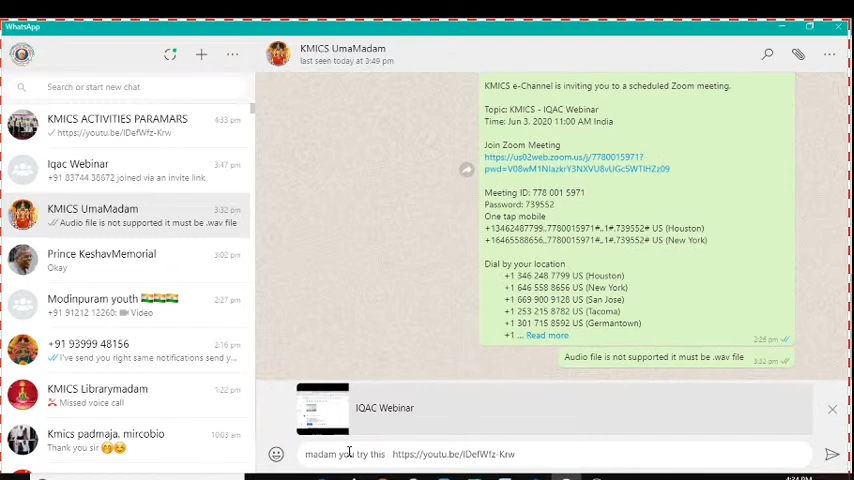 WhatsApp
Search or start new chat
KMICS ACTIVITIES PARAMARS
4:33 pm
https://youtu.be/IDefWfz-Krw
Iqac Webinar
3:47 pm
+91 83744 38672 joined via an invite link
KMICS UmaMadam
3:32 pm
Audio file is not supported it must be .wav file
Prince KeshavMemorial
3:02 pm
Okay
Modinpuram youth
2:27 pm
+91 91212 12260: Video
+91 93999 48156
2:16 pm
I've send you right same notifications send y...
KMICS Librarymadam
1:22 pm
Missed voice call
Kmics padmaja. mircobio
10:03 am
Thank you sir
KMICS UmaMadam
last seen today at 3:49 pm
KMICS e-Channel is inviting you to a scheduled Zoom meeting.
Topic: KMICS - IQAC Webinar
Time: Jun 3, 2020 11:00 AM India
Join Zoom Meeting
https://us02web.zoom.us/j/7780015971?
pwd=V08wM1NIazkrY3NXVU8vUGc5WTlHZz09
Meeting ID: 778 001 5971
Password: 739552
One tap mobile
+13462487799,,7780015971#,,1#,739552# US (Houston)
+16465588656,,7780015971#,,1#,739552# US (New York)
Dial by your location
+1 346 248 7799 US (Houston)
+1 646 558 8656 US (New York)
+1 669 900 9128 US (San Jose)
+1 253 215 8782 US (Tacoma)
+1 301 715 8592 US (Germantown)
+1 ... Read more
2:26 pm
Audio file is not supported it must be .wav file
3:32 pm
IQAC Webinar
madam you try this https://youtu.be/IDefWfz-Krw
4:34 PM